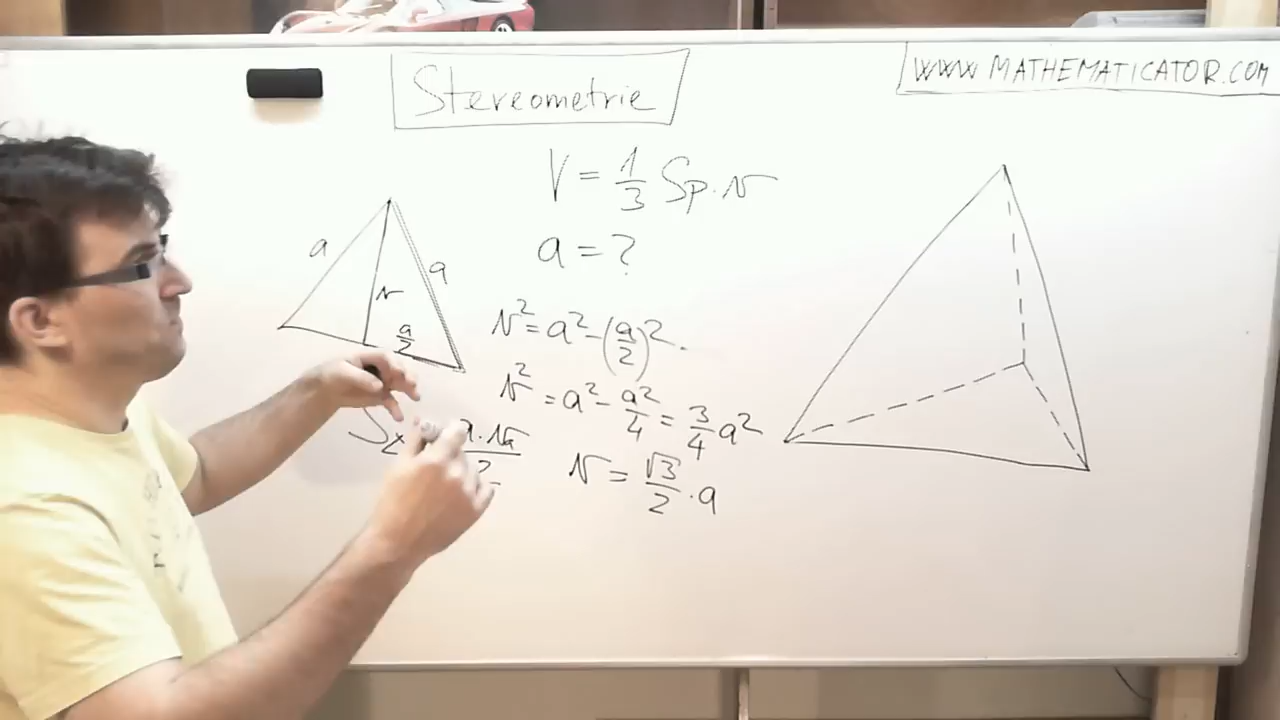 Stereometrie
WWW MATHEMATICATOR.COM
V = 1/3 Sp·v
a = ?
a
a
v
a/2
v² = a² - (a/2)².
v² = a² - a²/4 = 3/4 a²
v = √3/2 · a